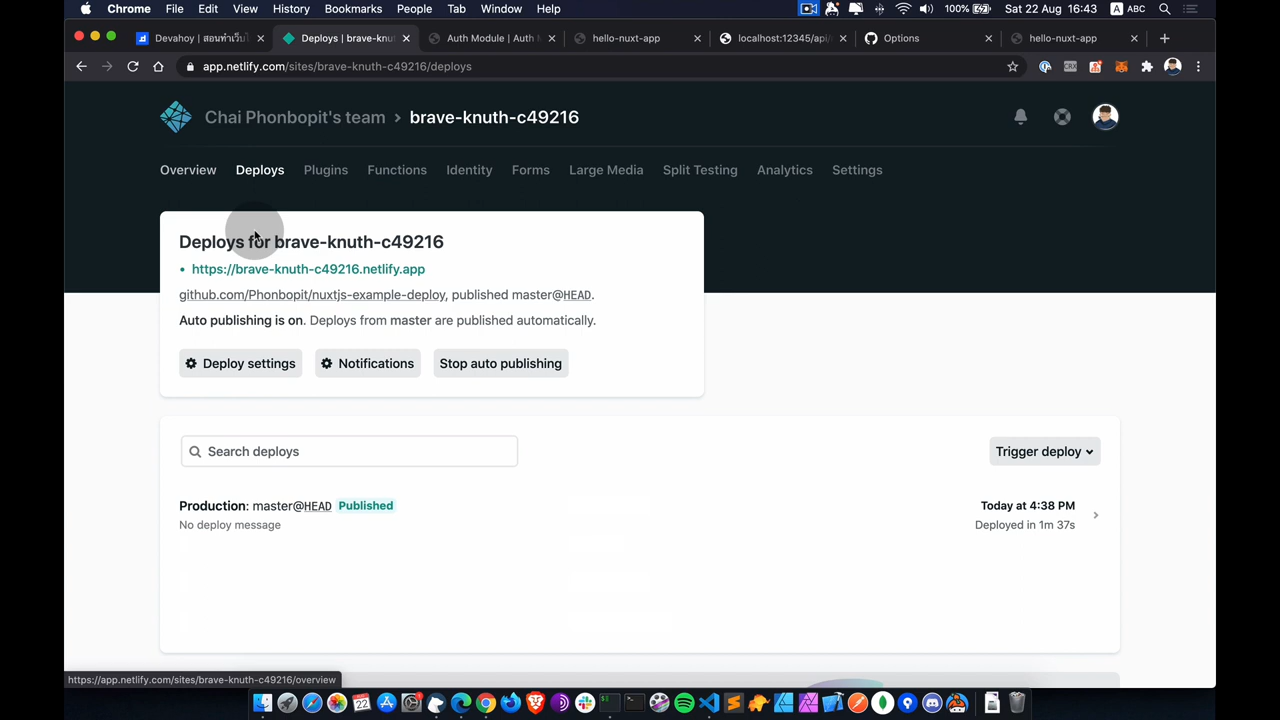 Chrome File Edit View History Bookmarks People Tab Window Help 100% Sat 22 Aug 16:43 A ABC
Devahoy | สอนทำเว็บไ Deploys | brave-knut Auth Module | Auth M hello-nuxt-app localhost:12345/api/ Options hello-nuxt-app
app.netlify.com/sites/brave-knuth-c49216/deploys
Chai Phonbopit's team > brave-knuth-c49216
Overview Deploys Plugins Functions Identity Forms Large Media Split Testing Analytics Settings
Deploys for brave-knuth-c49216
• https://brave-knuth-c49216.netlify.app
github.com/Phonbopit/nuxtjs-example-deploy, published master@HEAD.
Auto publishing is on. Deploys from master are published automatically.
Deploy settings Notifications Stop auto publishing
Search deploys Trigger deploy
Production: master@HEAD Published Today at 4:38 PM
No deploy message Deployed in 1m 37s
https://app.netlify.com/sites/brave-knuth-c49216/overview